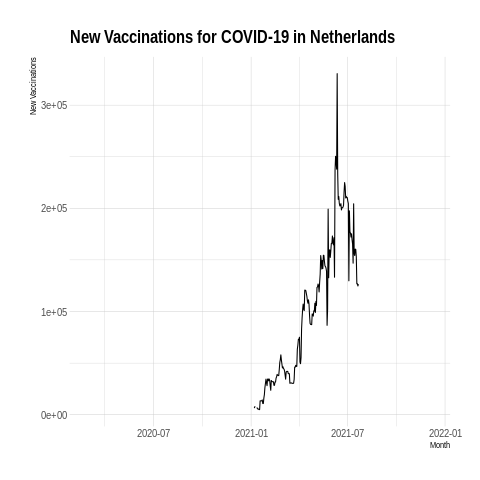 New Vaccinations for COVID-19 in Netherlands
New Vaccinations
3e+05
2e+05
1e+05
0e+00
2020-07
2021-01
2021-07
2022-01
Month